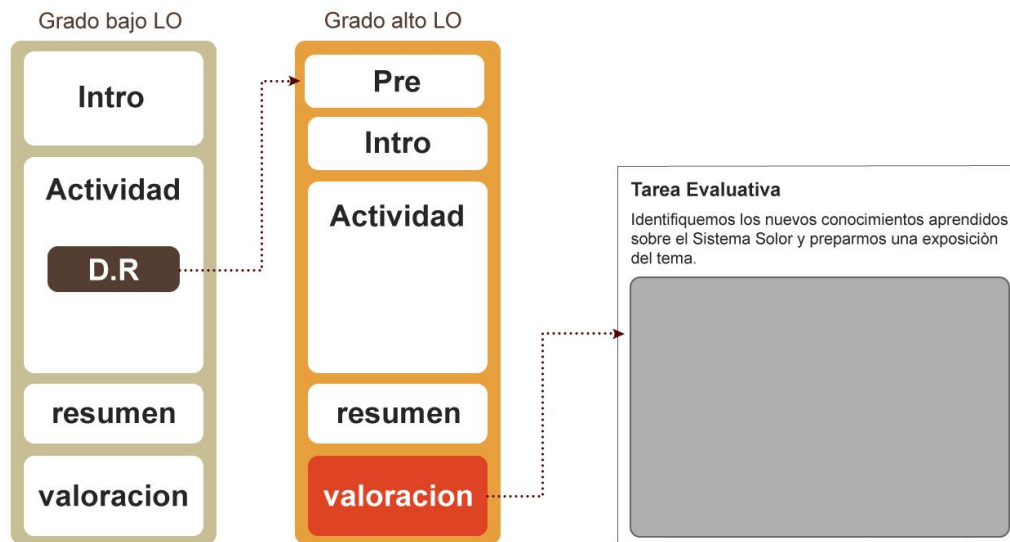 Grado bajo LO
Intro
Actividad
D.R
resumen
valoracion
Grado alto LO
Pre
Intro
Actividad
resumen
valoracion
Tarea Evaluativa
Identifiquemos los nuevos conocimientos aprendidos
sobre el Sistema Solor y preparmos una exposiciòn
del tema.